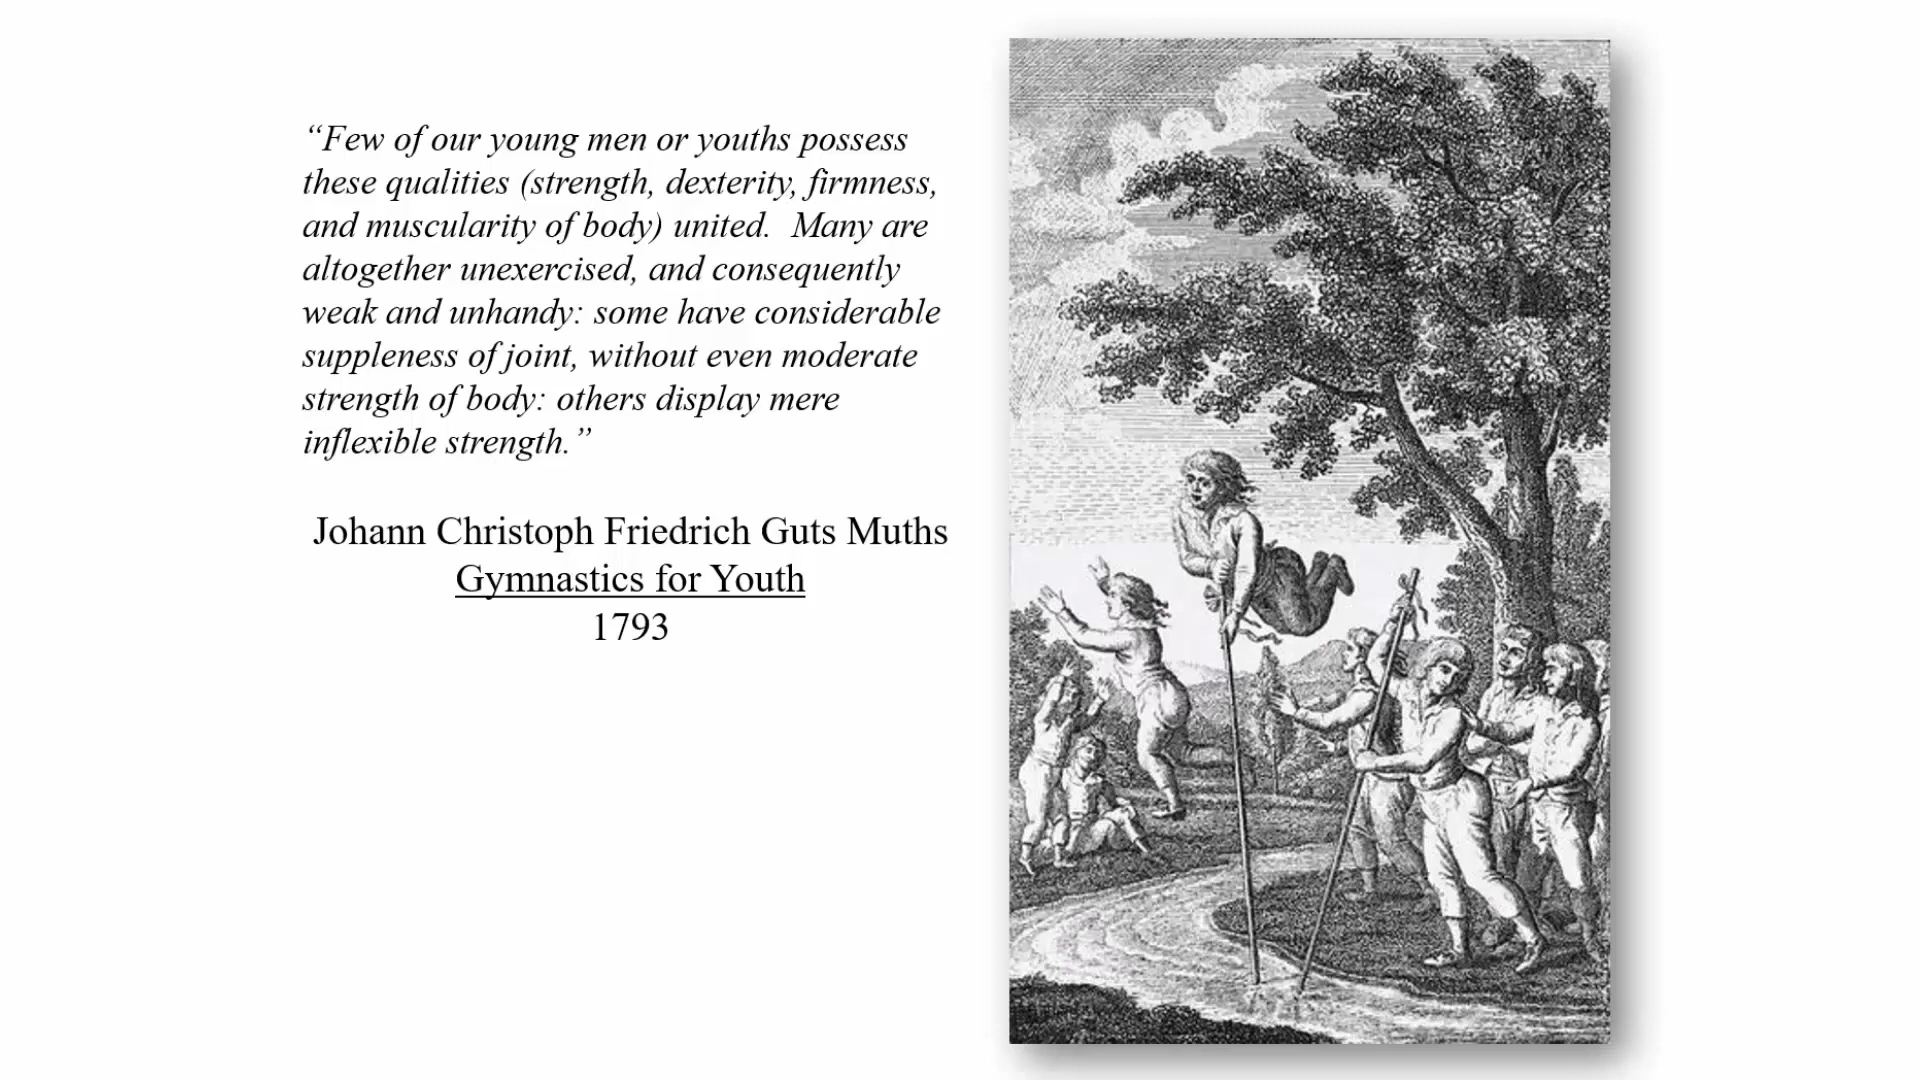 “Few of our young men or youths possess
these qualities (strength, dexterity, firmness,
and muscularity of body) united.  Many are
altogether unexercised, and consequently
weak and unhandy: some have considerable
suppleness of joint, without even moderate
strength of body: others display mere
inflexible strength.”
Johann Christoph Friedrich Guts Muths
Gymnastics for Youth
1793